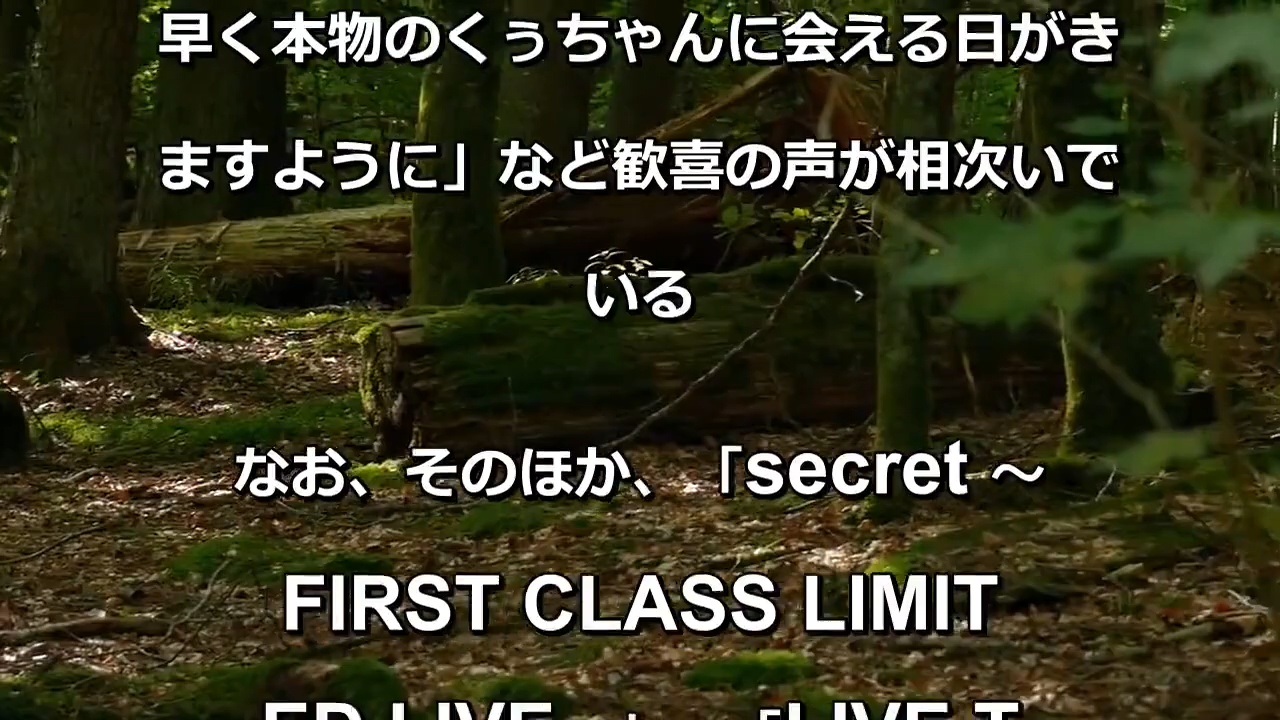 早く本物のくぅちゃんに会える日がき
ますように」など歓喜の声が相次いで
いる
なお、そのほか、「secret ～
FIRST CLASS LIMIT
ED LIVE